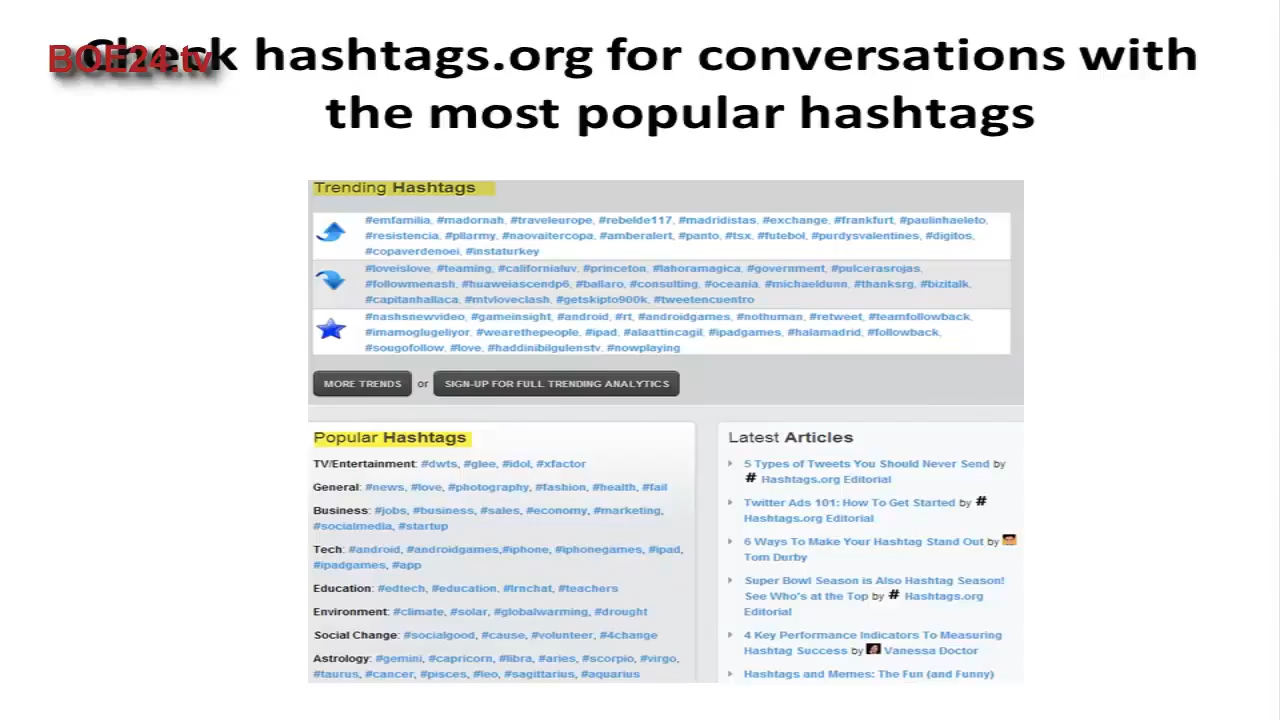 BOE24.tv
Check hashtags.org for conversations with
the most popular hashtags
Trending Hashtags
#emfamilia, #madornah, #traveleurope, #rebelde117, #madridistas, #exchange, #frankfurt, #paulinhaeleto,
#resistencia, #pllarmy, #naovaitercopa, #amberalert, #panto, #tsx, #futebol, #purdysvalentines, #digitos,
#copaverdenoei, #instaturkey
#loveislove, #teaming, #californialuv, #princeton, #lahoramagica, #government, #pulcerasrojas,
#followmenash, #huaweiascendp6, #ballaro, #consulting, #oceania, #michaeldunn, #thanksrg, #bizitalk,
#capitanhallaca, #mtvloveclash, #getskipto900k, #tweetencuentro
#nashsnewvideo, #gameinsight, #android, #rt, #androidgames, #nothuman, #retweet, #teamfollowback,
#imamoglugeliyor, #wearethepeople, #ipad, #alaattincagil, #ipadgames, #halamadrid, #followback,
#sougofollow, #love, #haddinibilgulenstv, #nowplaying
MORE TRENDS or SIGN-UP FOR FULL TRENDING ANALYTICS
Popular Hashtags
TV/Entertainment: #dwts, #glee, #idol, #xfactor
General: #news, #love, #photography, #fashion, #health, #fail
Business: #jobs, #business, #sales, #economy, #marketing,
#socialmedia, #startup
Tech: #android, #androidgames,#iphone, #iphonegames, #ipad,
#ipadgames, #app
Education: #edtech, #education, #lrnchat, #teachers
Environment: #climate, #solar, #globalwarming, #drought
Social Change: #socialgood, #cause, #volunteer, #4change
Astrology: #gemini, #capricorn, #libra, #aries, #scorpio, #virgo,
#taurus, #cancer, #pisces, #leo, #sagittarius, #aquarius
Latest Articles
5 Types of Tweets You Should Never Send by
# Hashtags.org Editorial
Twitter Ads 101: How To Get Started by #
Hashtags.org Editorial
6 Ways To Make Your Hashtag Stand Out by
Tom Durby
Super Bowl Season is Also Hashtag Season!
See Who's at the Top by # Hashtags.org
Editorial
4 Key Performance Indicators To Measuring
Hashtag Success by Vanessa Doctor
Hashtags and Memes: The Fun (and Funny)